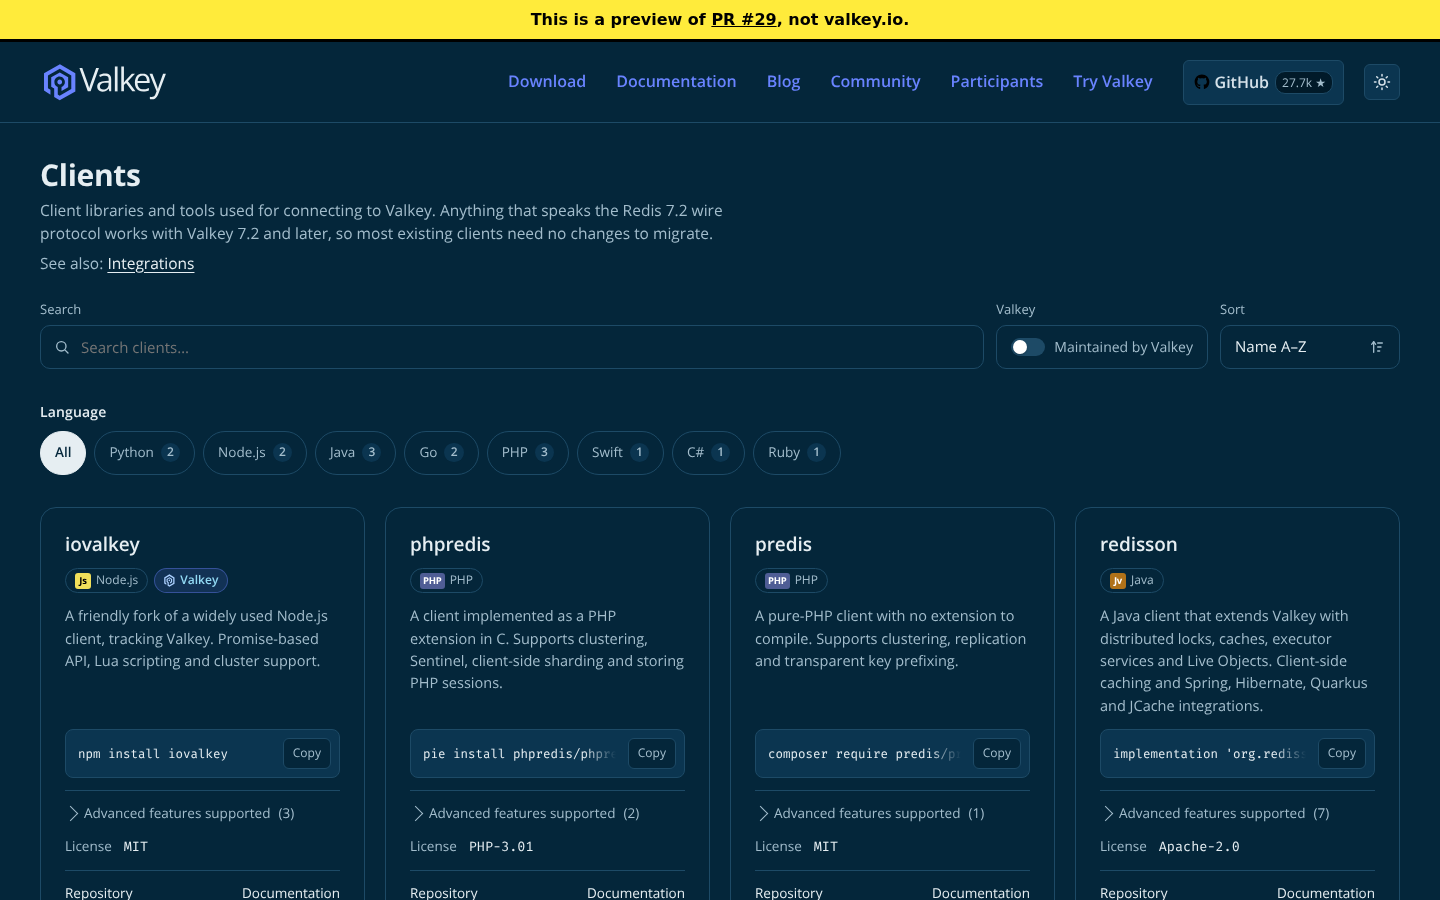 This is a preview of PR #29, not valkey.io.
Valkey
Download Documentation Blog Community Participants Try Valkey GitHub 27.7k ★
Clients
Client libraries and tools used for connecting to Valkey. Anything that speaks the Redis 7.2 wire
protocol works with Valkey 7.2 and later, so most existing clients need no changes to migrate.
See also: Integrations
Search Valkey Sort
Search clients... Maintained by Valkey Name A–Z
Language
All Python 2 Node.js 2 Java 3 Go 2 PHP 3 Swift 1 C# 1 Ruby 1
iovalkey
Js Node.js Valkey
A friendly fork of a widely used Node.js
client, tracking Valkey. Promise-based
API, Lua scripting and cluster support.
npm install iovalkey Copy
Advanced features supported (3)
License MIT
Repository Documentation
phpredis
PHP PHP
A client implemented as a PHP
extension in C. Supports clustering,
Sentinel, client-side sharding and storing
PHP sessions.
pie install phpredis/phpre Copy
Advanced features supported (2)
License PHP-3.01
Repository Documentation
predis
PHP PHP
A pure-PHP client with no extension to
compile. Supports clustering, replication
and transparent key prefixing.
composer require predis/p Copy
Advanced features supported (1)
License MIT
Repository Documentation
redisson
Jv Java
A Java client that extends Valkey with
distributed locks, caches, executor
services and Live Objects. Client-side
caching and Spring, Hibernate, Quarkus
and JCache integrations.
implementation 'org.rediss Copy
Advanced features supported (7)
License Apache-2.0
Repository Documentation